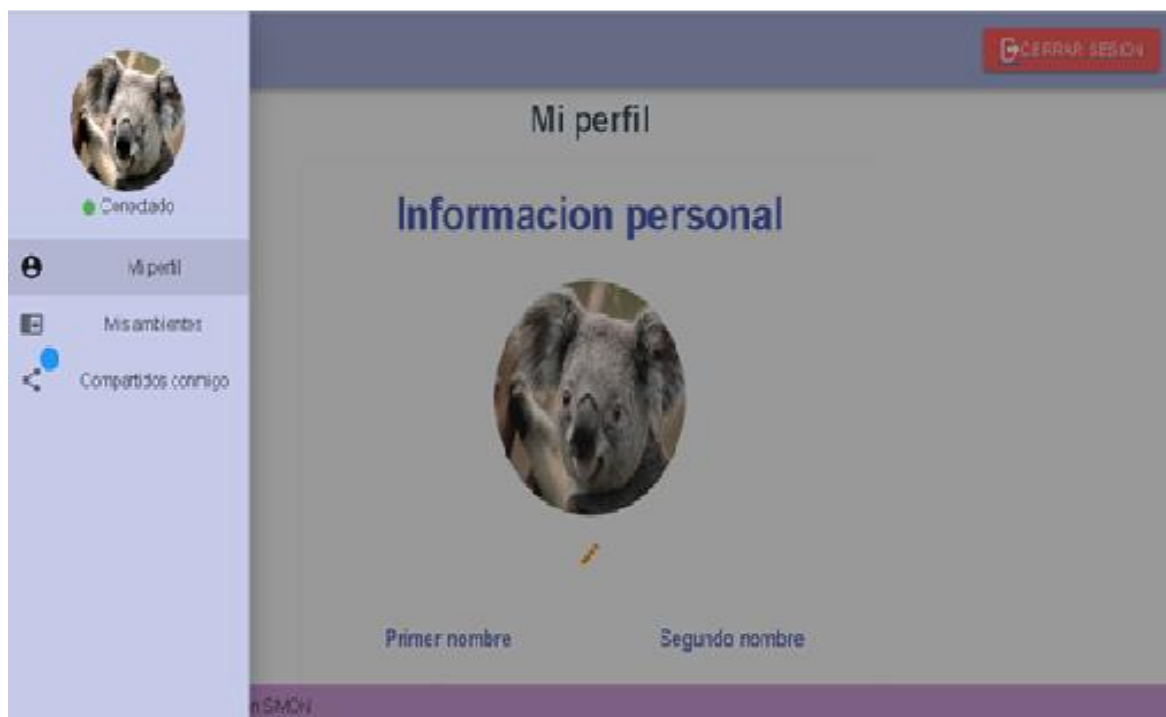 CERRAR SESION
Mi perfil
Informacion personal
Conectado
Mi perfil
Mis ambientes
Compartidos conmigo
Primer nombre
Segundo nombre
n SIMON